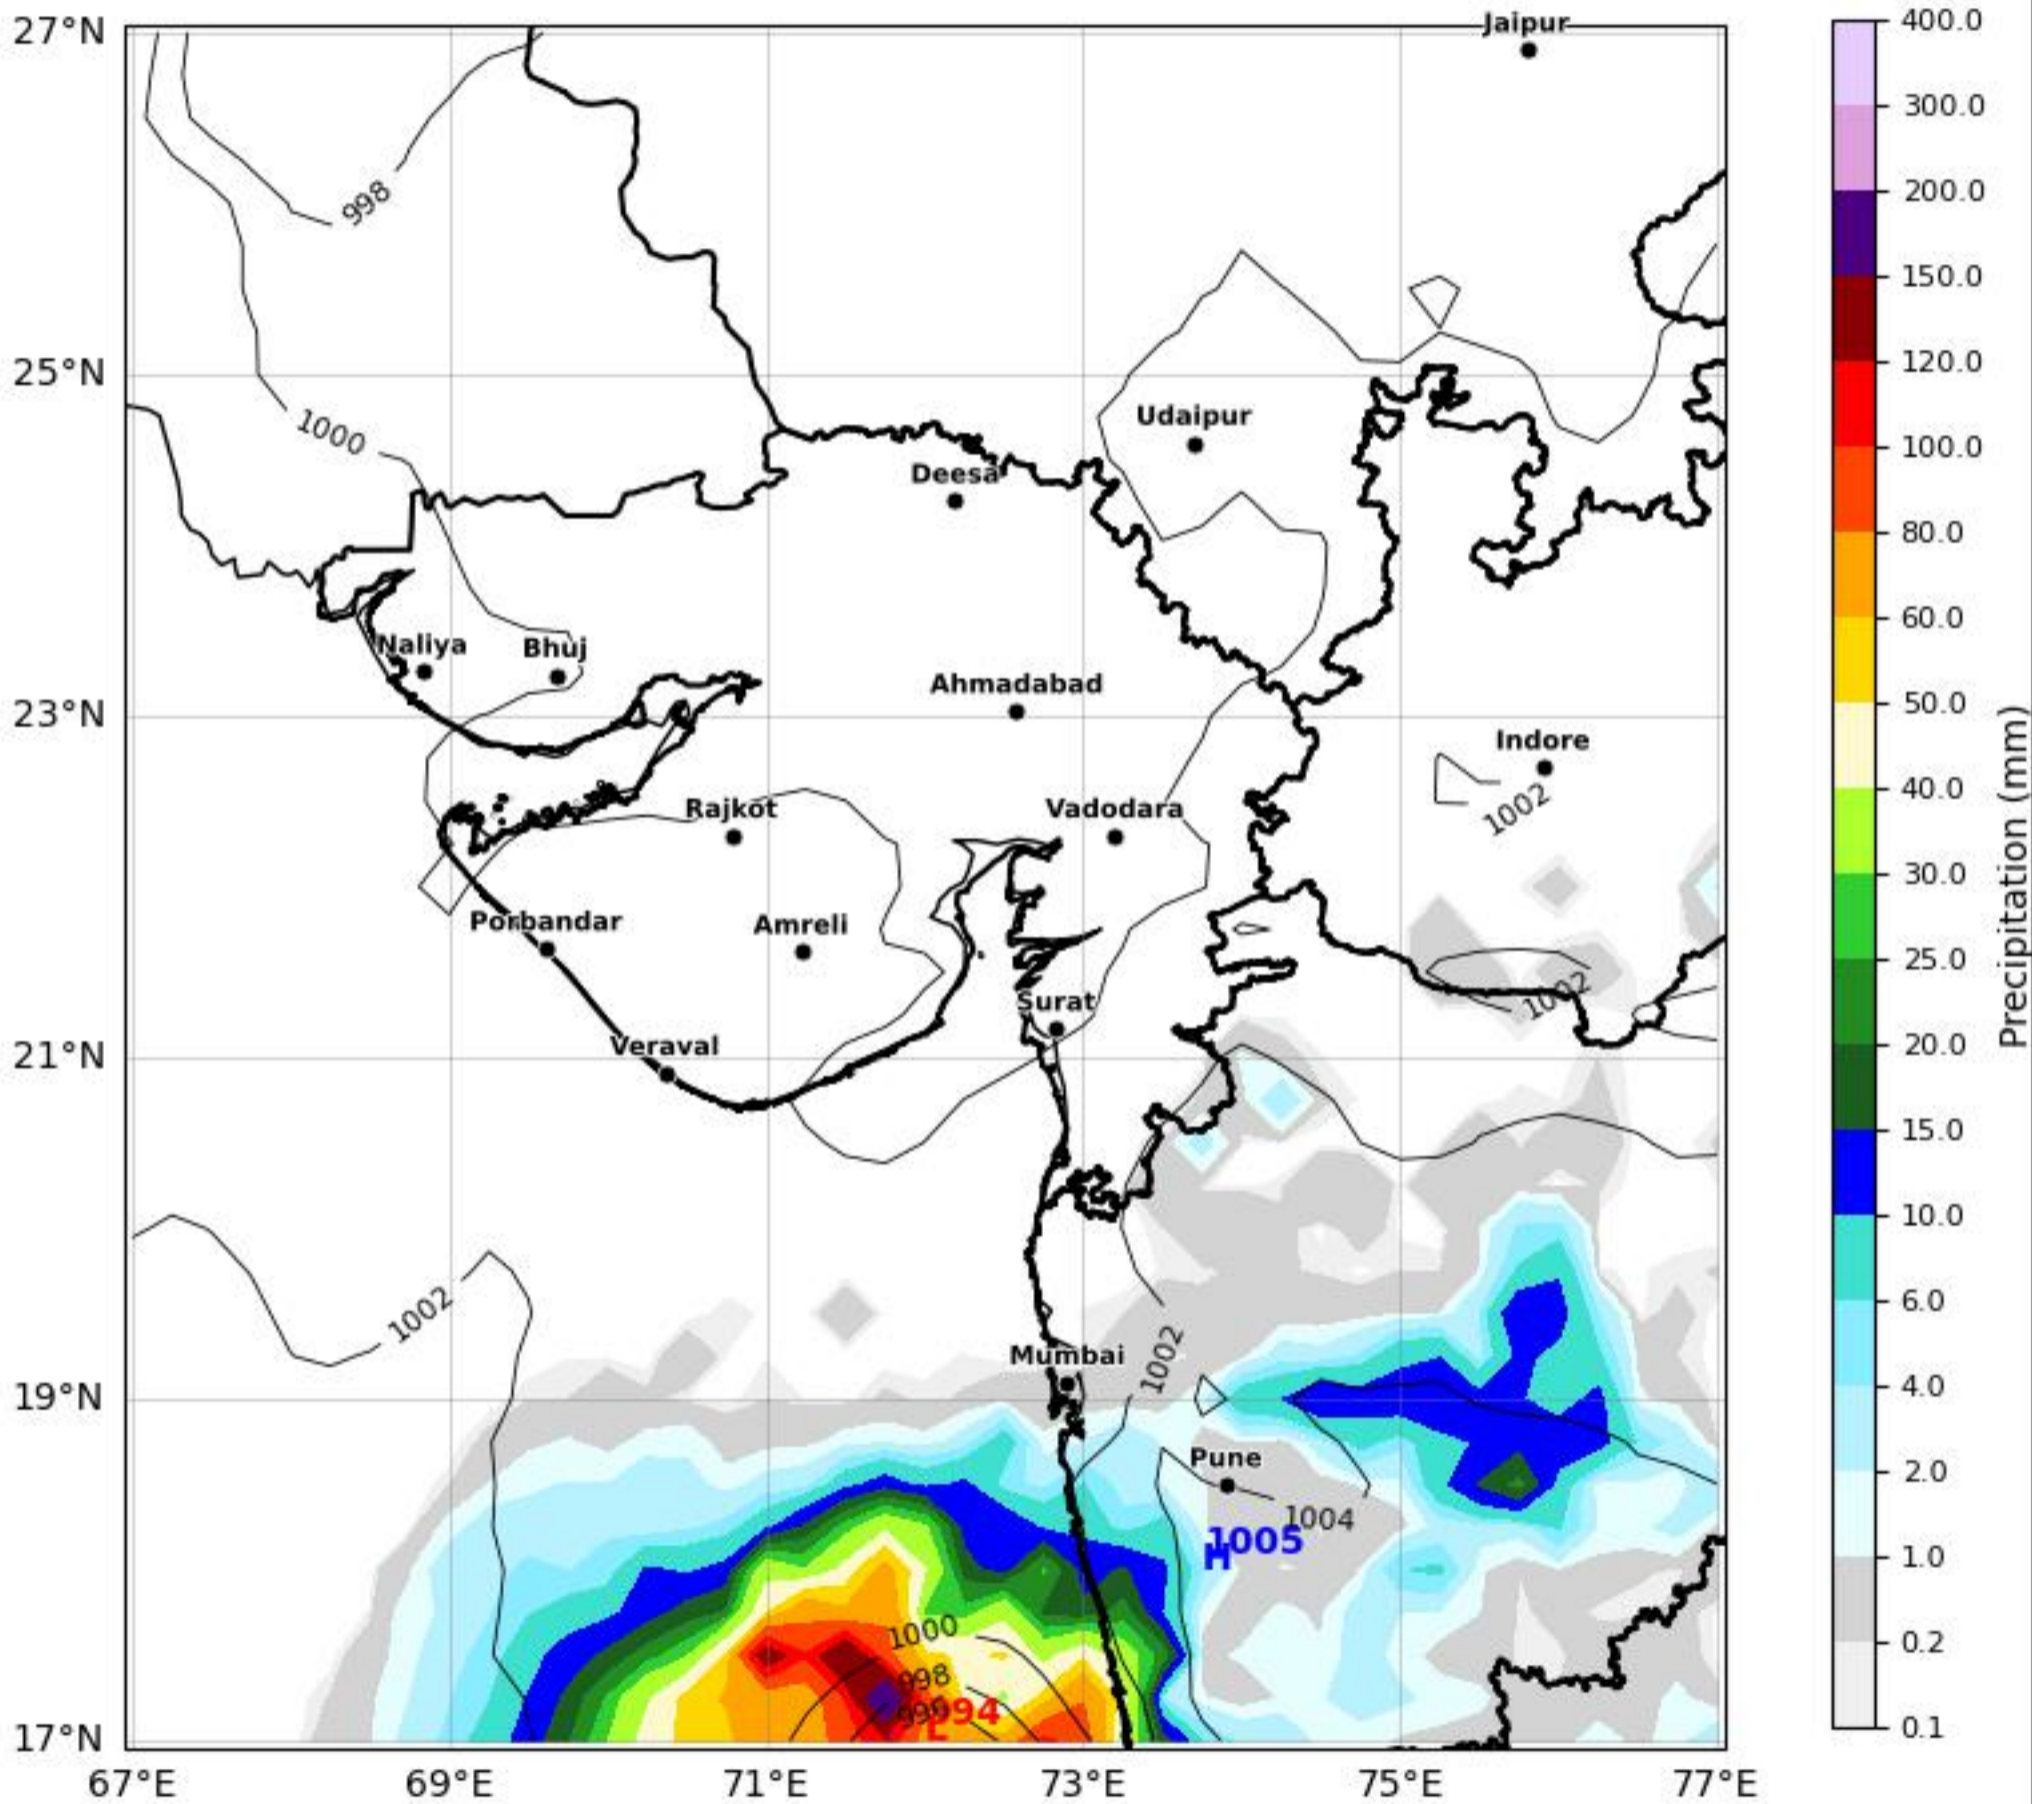 27°N
25°N
23°N
21°N
19°N
17°N
67°E
69°E
71°E
73°E
75°E
77°E
Jaipur
998
1000
Udaipur
Deesa
Naliya
Bhuj
Ahmadabad
Indore
1002
Rajkot
Vadodara
Porbandar
Amreli
1002
Surat
Veraval
1002
Mumbai
1002
Pune
1004
1005
H
1000
998
996
994
L
400.0
300.0
200.0
150.0
120.0
100.0
80.0
60.0
50.0
40.0
30.0
25.0
20.0
15.0
10.0
6.0
4.0
2.0
1.0
0.2
0.1
Precipitation (mm)